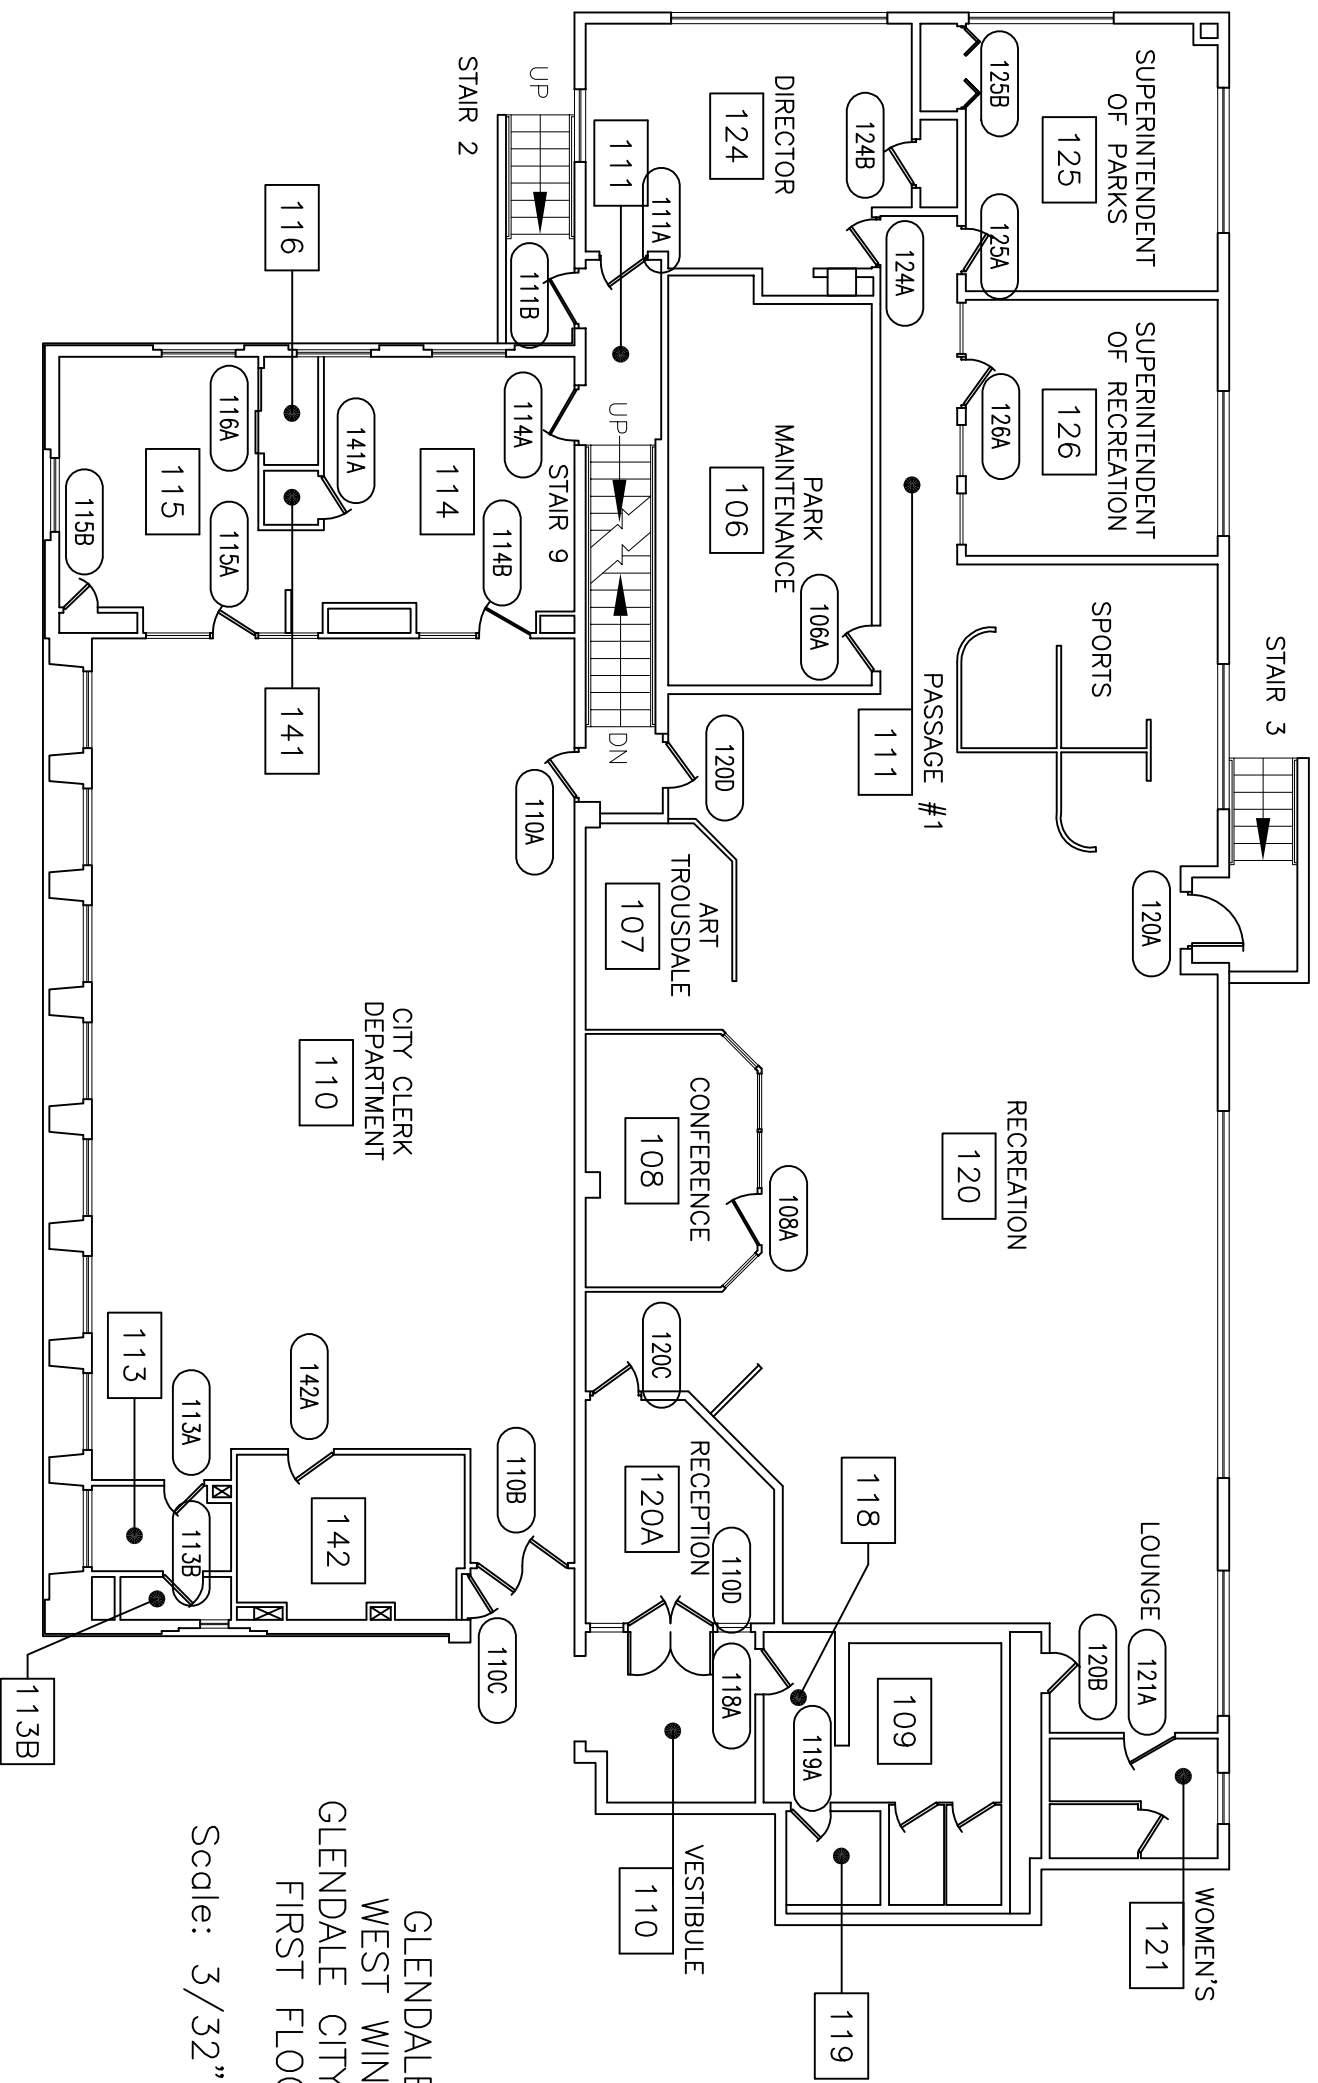 STAIR 3
SUPERINTENDENT
OF PARKS
125
125B
125A
SUPERINTENDENT
OF RECREATION
126
126A
SPORTS
120A
LOUNGE
121A
120B
WOMEN'S
121
DIRECTOR
124
124B
124A
PASSAGE #1
111
RECREATION
120
118
109
119A
119
PARK
MAINTENANCE
106
106A
120D
ART
TROUSDALE
107
CONFERENCE
108
108A
120C
RECEPTION
120A
110D
118A
VESTIBULE
110
STAIR 2
UP
111
111A
111B
UP
STAIR 9
DN
110A
114A
114
114B
116
116A
141A
141
115
115A
115B
CITY CLERK
DEPARTMENT
110
110B
110C
142A
142
113
113A
113B
113B
GLENDALE
WEST WIN
GLENDALE CITY
FIRST FLOO
Scale: 3/32"